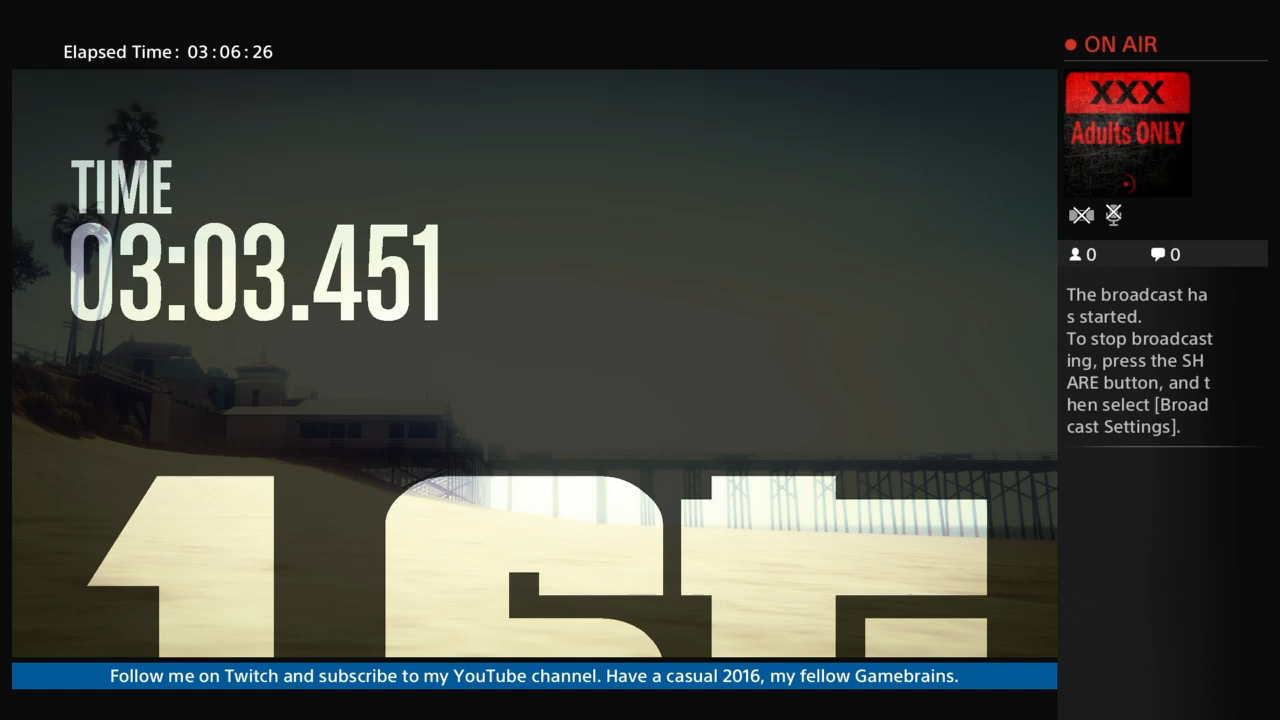 Elapsed Time: 03:06:26
ON AIR
XXX
Adults ONLY
TIME
03:03.451
0 0
The broadcast ha
s started.
To stop broadcast
ing, press the SH
ARE button, and t
hen select [Broad
cast Settings].
1st
Follow me on Twitch and subscribe to my YouTube channel. Have a casual 2016, my fellow Gamebrains.